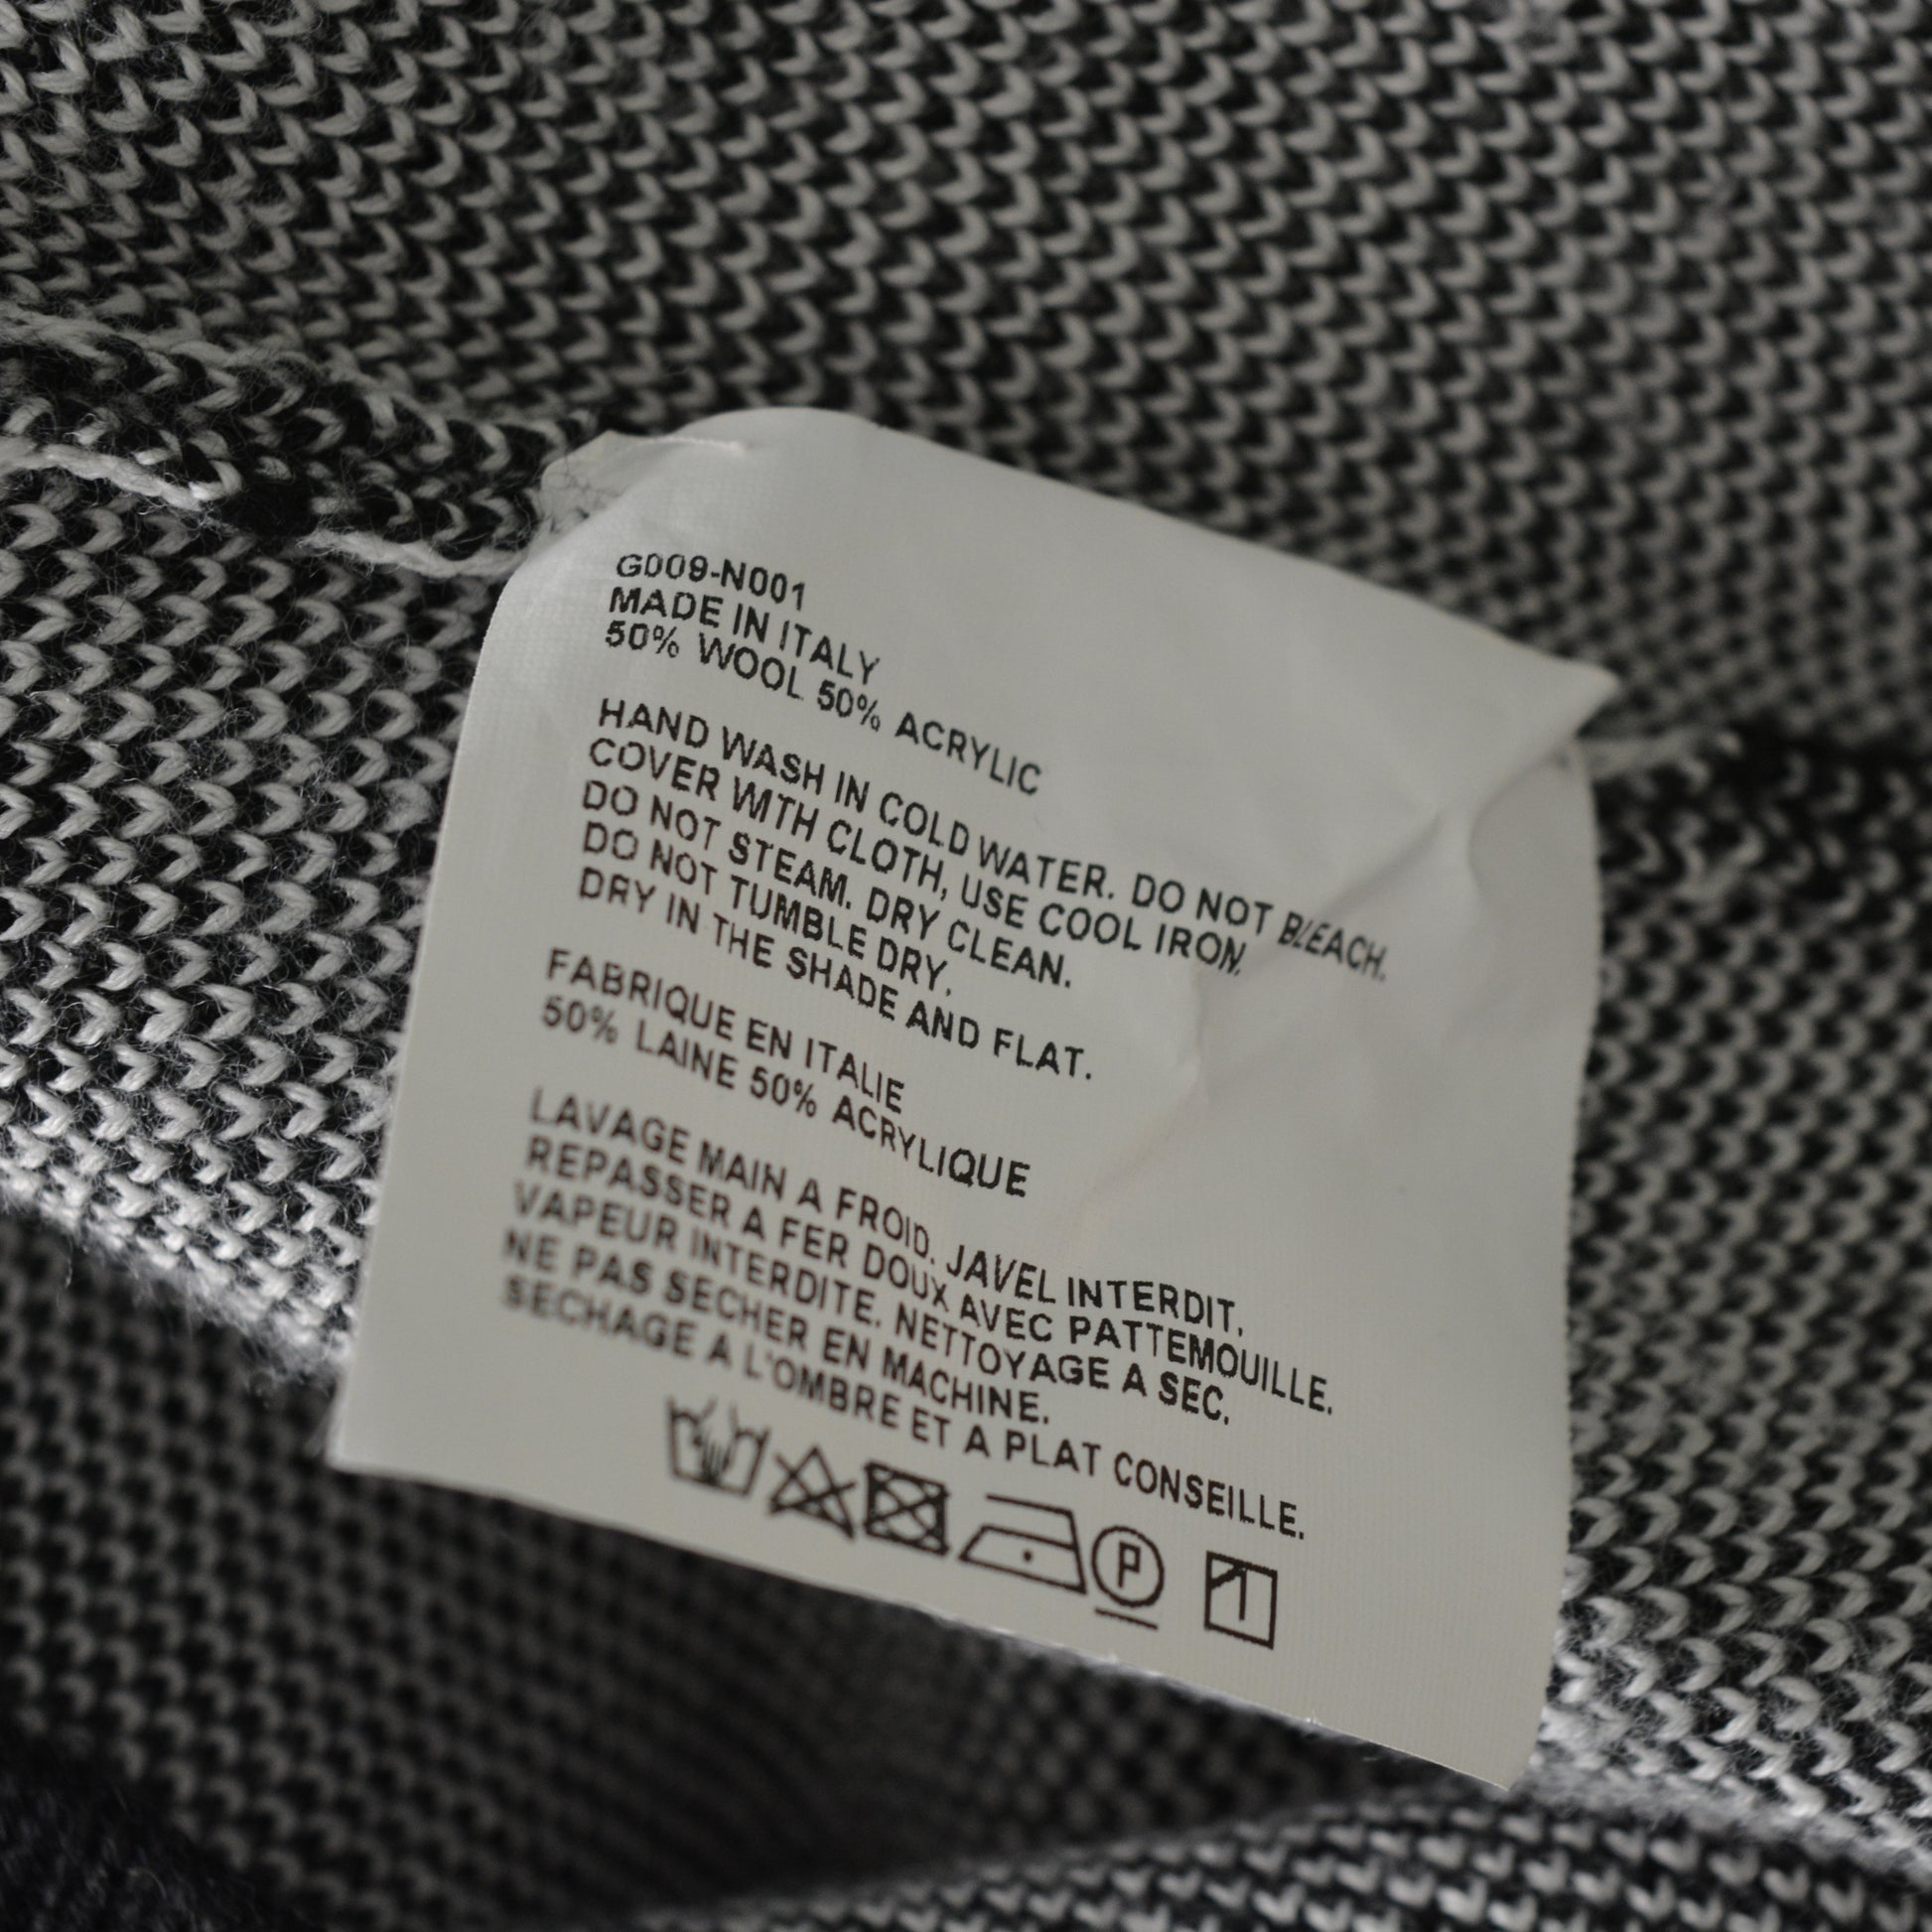 G009-N001
MADE IN ITALY
50% WOOL 50% ACRYLIC
HAND WASH IN COLD WATER. DO NOT BLEACH.
COVER WITH CLOTH, USE COOL IRON.
DO NOT STEAM. DRY CLEAN.
DO NOT TUMBLE DRY.
DRY IN THE SHADE AND FLAT.
FABRIQUE EN ITALIE
50% LAINE 50% ACRYLIQUE
LAVAGE MAIN A FROID. JAVEL INTERDIT.
REPASSER A FER DOUX AVEC PATTEMOUILLE.
VAPEUR INTERDITE. NETTOYAGE A SEC.
NE PAS SECHER EN MACHINE.
SECHAGE A L'OMBRE ET A PLAT CONSEILLE.
P